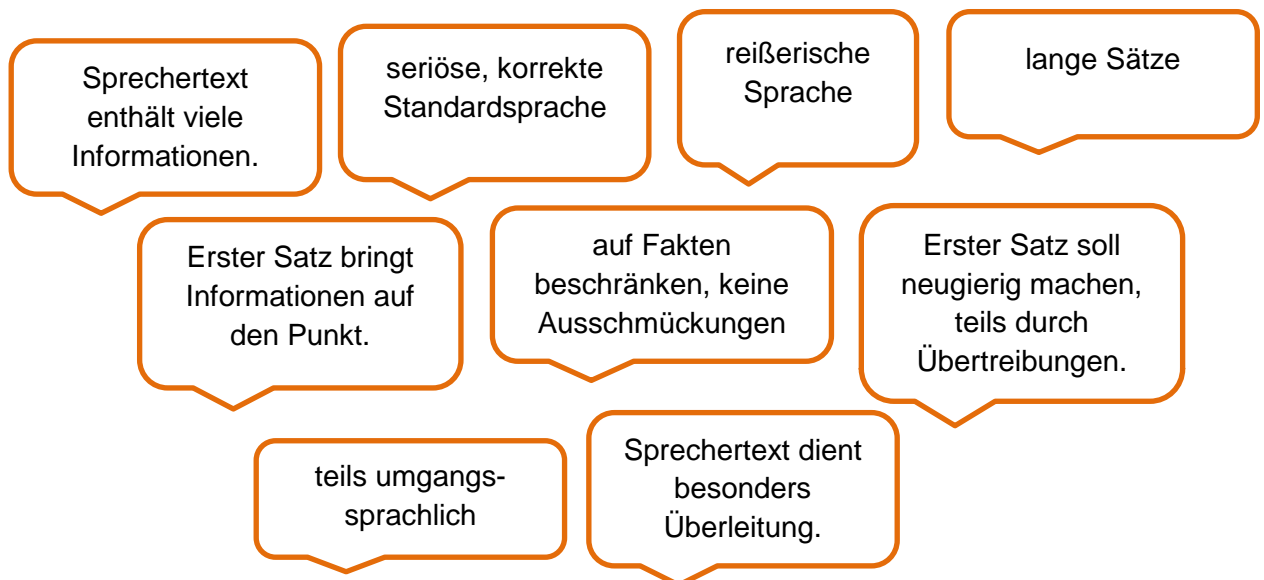 Sprechertext
enthält viele
Informationen.
seriöse, korrekte
Standardsprache
reißerische
Sprache
lange Sätze
Erster Satz bringt
Informationen auf
den Punkt.
auf Fakten
beschränken, keine
Ausschmückungen
Erster Satz soll
neugierig machen,
teils durch
Übertreibungen.
teils umgangs-
sprachlich
Sprechertext dient
besonders
Überleitung.